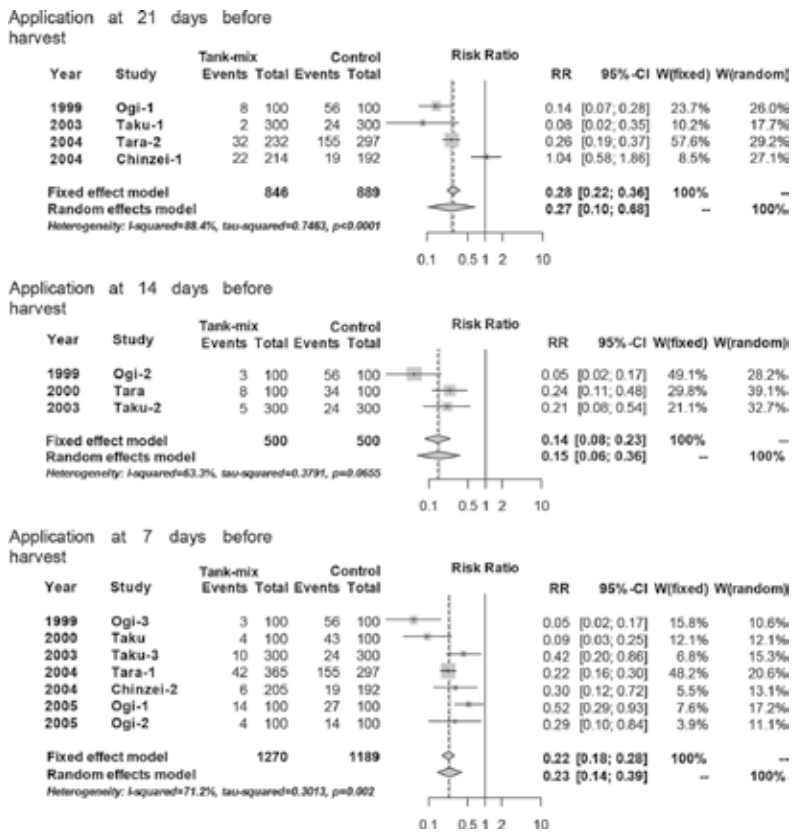 Application at 21 days before
harvest
Tank-mix Control Risk Ratio
Year Study Events Total Events Total RR 95%-CI W(fixed) W(random)
1999 Ogi-1 8 100 56 100 0.14 [0.07; 0.28] 23.7% 26.0%
2003 Taku-1 2 300 24 300 0.08 [0.02; 0.35] 10.2% 17.7%
2004 Tara-2 32 232 155 297 0.26 [0.19; 0.37] 57.6% 29.2%
2004 Chinzei-1 22 214 19 192 1.04 [0.58; 1.86] 8.5% 27.1%
Fixed effect model 846 889 0.28 [0.22; 0.36] 100% --
Random effects model 0.27 [0.10; 0.68] -- 100%
Heterogeneity: I-squared=88.4%, tau-squared=0.7463, p<0.0001
0.1 0.5 1 2 10
Application at 14 days before
harvest
Tank-mix Control Risk Ratio
Year Study Events Total Events Total RR 95%-CI W(fixed) W(random)
1999 Ogi-2 3 100 56 100 0.05 [0.02; 0.17] 49.1% 28.2%
2000 Tara 8 100 34 100 0.24 [0.11; 0.48] 29.8% 39.1%
2003 Taku-2 5 300 24 300 0.21 [0.08; 0.54] 21.1% 32.7%
Fixed effect model 500 500 0.14 [0.08; 0.23] 100% --
Random effects model 0.15 [0.06; 0.36] -- 100%
Heterogeneity: I-squared=63.3%, tau-squared=0.3791, p=0.0655
0.1 0.5 1 2 10
Application at 7 days before
harvest
Tank-mix Control Risk Ratio
Year Study Events Total Events Total RR 95%-CI W(fixed) W(random)
1999 Ogi-3 3 100 56 100 0.05 [0.02; 0.17] 15.8% 10.6%
2000 Taku 4 100 43 100 0.09 [0.03; 0.25] 12.1% 12.1%
2003 Taku-3 10 300 24 300 0.42 [0.20; 0.86] 6.8% 15.3%
2004 Tara-1 42 365 155 297 0.22 [0.16; 0.30] 48.2% 20.6%
2004 Chinzei-2 6 205 19 192 0.30 [0.12; 0.72] 5.5% 13.1%
2005 Ogi-1 14 100 27 100 0.52 [0.29; 0.93] 7.6% 17.2%
2005 Ogi-2 4 100 14 100 0.29 [0.10; 0.84] 3.9% 11.1%
Fixed effect model 1270 1189 0.22 [0.18; 0.28] 100% --
Random effects model 0.23 [0.14; 0.39] -- 100%
Heterogeneity: I-squared=71.2%, tau-squared=0.3013, p=0.002
0.1 0.5 1 2 10